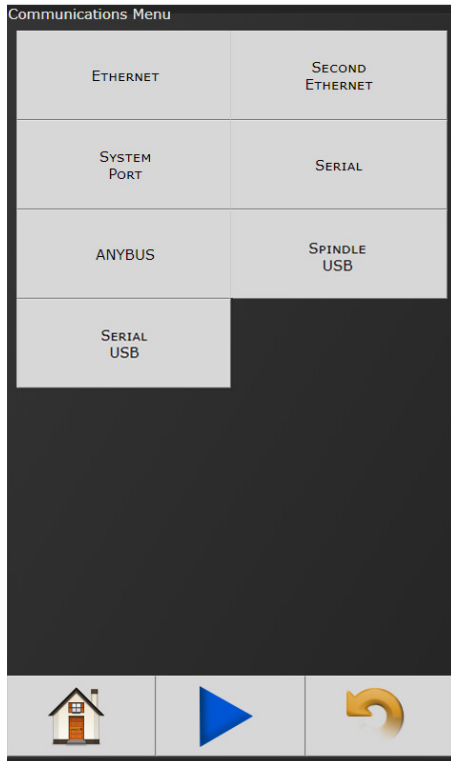 Communications Menu
Ethernet
Second
Ethernet
System
Port
Serial
ANYBUS
Spindle
USB
Serial
USB